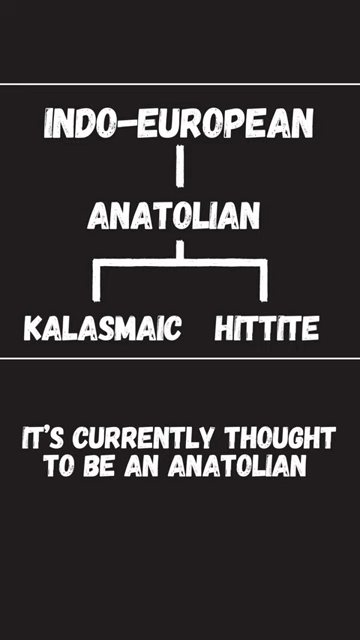 INDO-EUROPEAN
ANATOLIAN
KALASMAIC HITTITE
IT'S CURRENTLY THOUGHT
TO BE AN ANATOLIAN